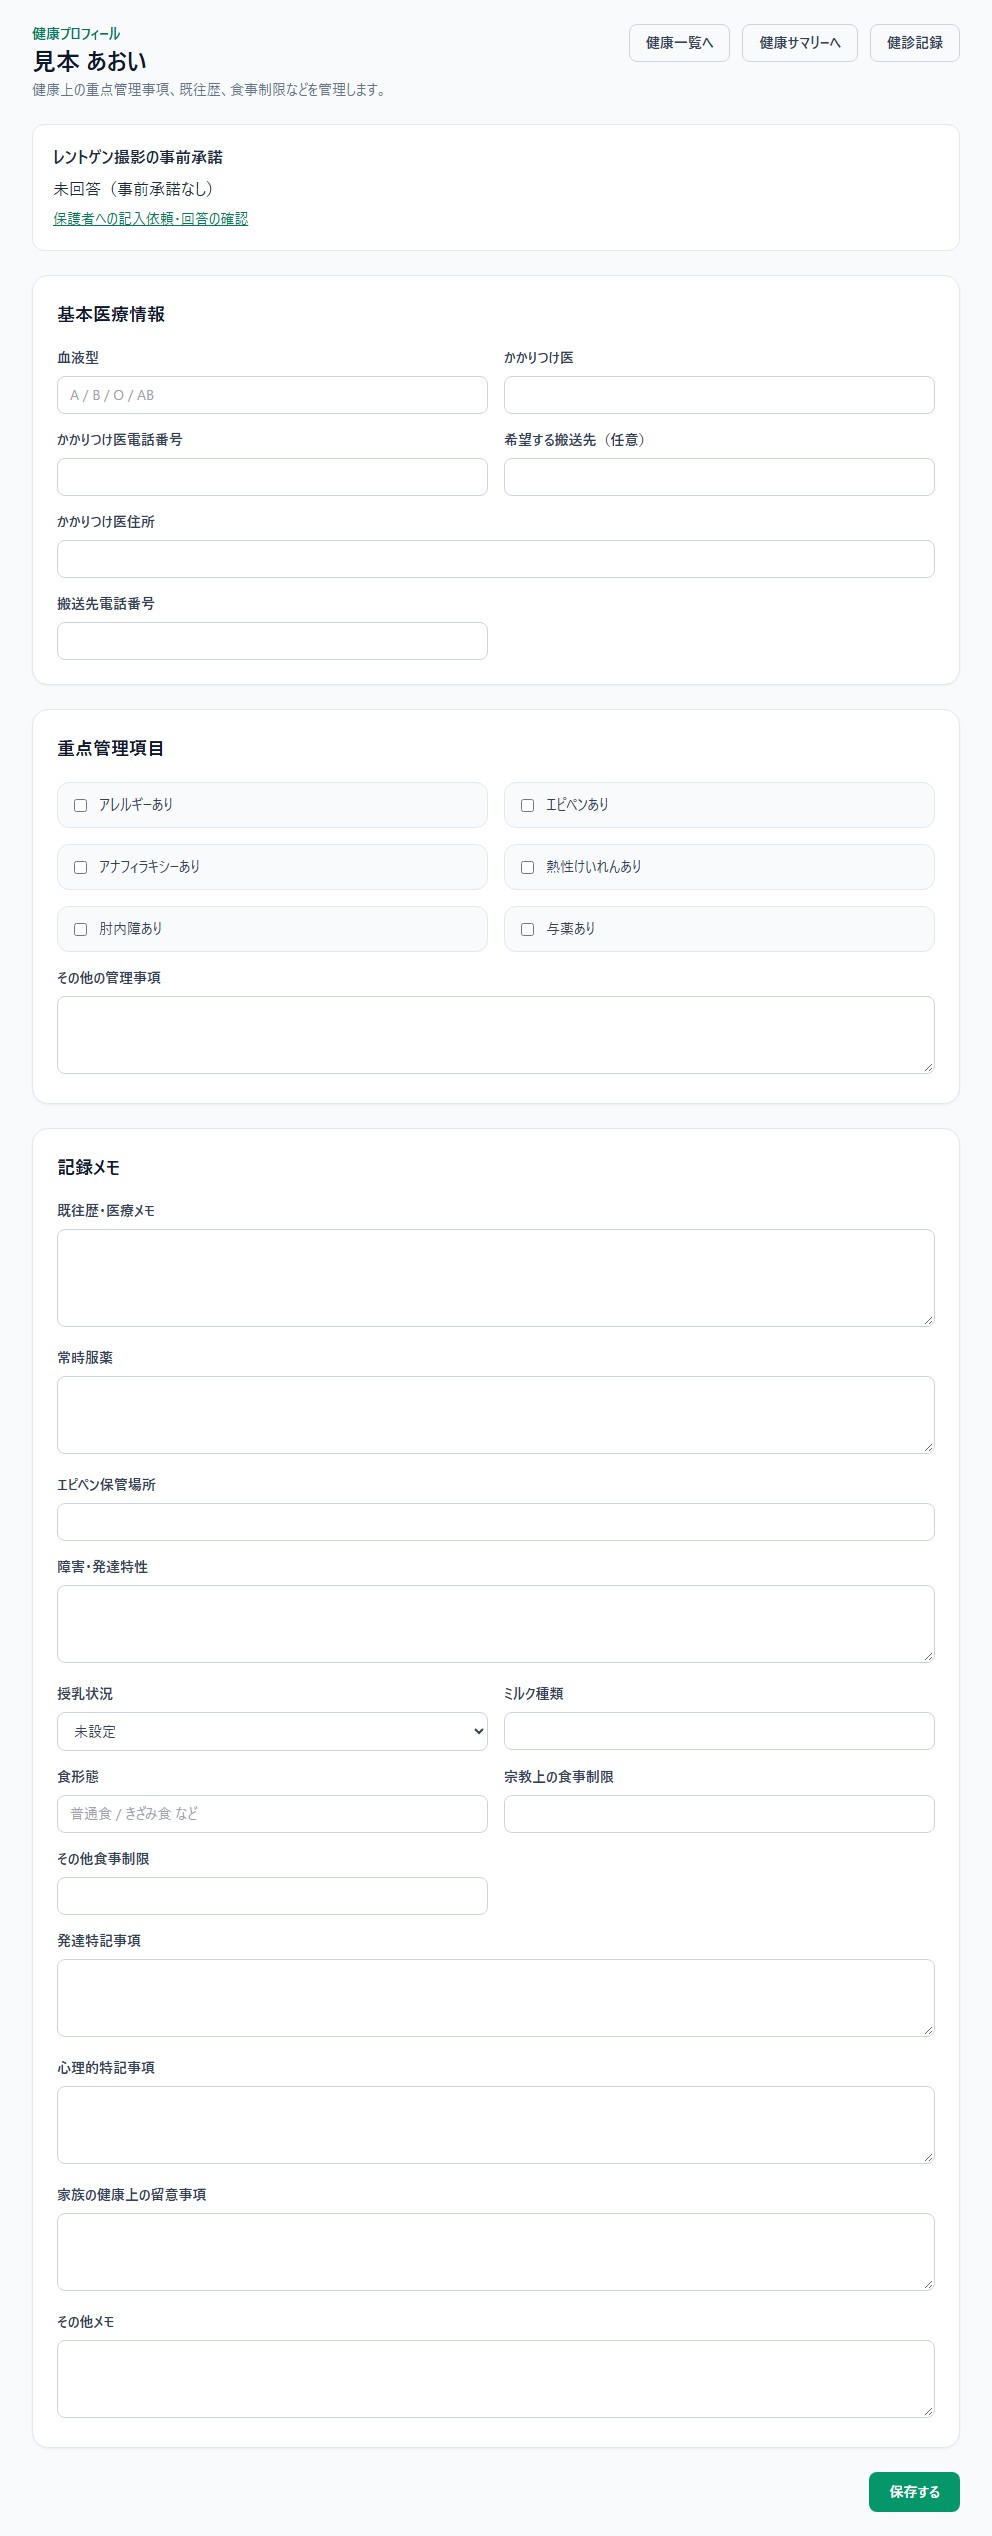 健康プロフィール
見本 あおい
健康上の重点管理事項、既往歴、食事制限などを管理します。
健康一覧へ
健康サマリーへ
健診記録
レントゲン撮影の事前承諾
未回答（事前承諾なし）
保護者への記入依頼・回答の確認
基本医療情報
血液型
かかりつけ医
A / B / O / AB
かかりつけ医電話番号
希望する搬送先（任意）
かかりつけ医住所
搬送先電話番号
重点管理項目
アレルギーあり
エピペンあり
アナフィラキシーあり
熱性けいれんあり
肘内障あり
与薬あり
その他の管理事項
記録メモ
既往歴・医療メモ
常時服薬
エピペン保管場所
障害・発達特性
授乳状況
ミルク種類
未設定
食形態
宗教上の食事制限
普通食 / きざみ食 など
その他食事制限
発達特記事項
心理的特記事項
家族の健康上の留意事項
その他メモ
保存する